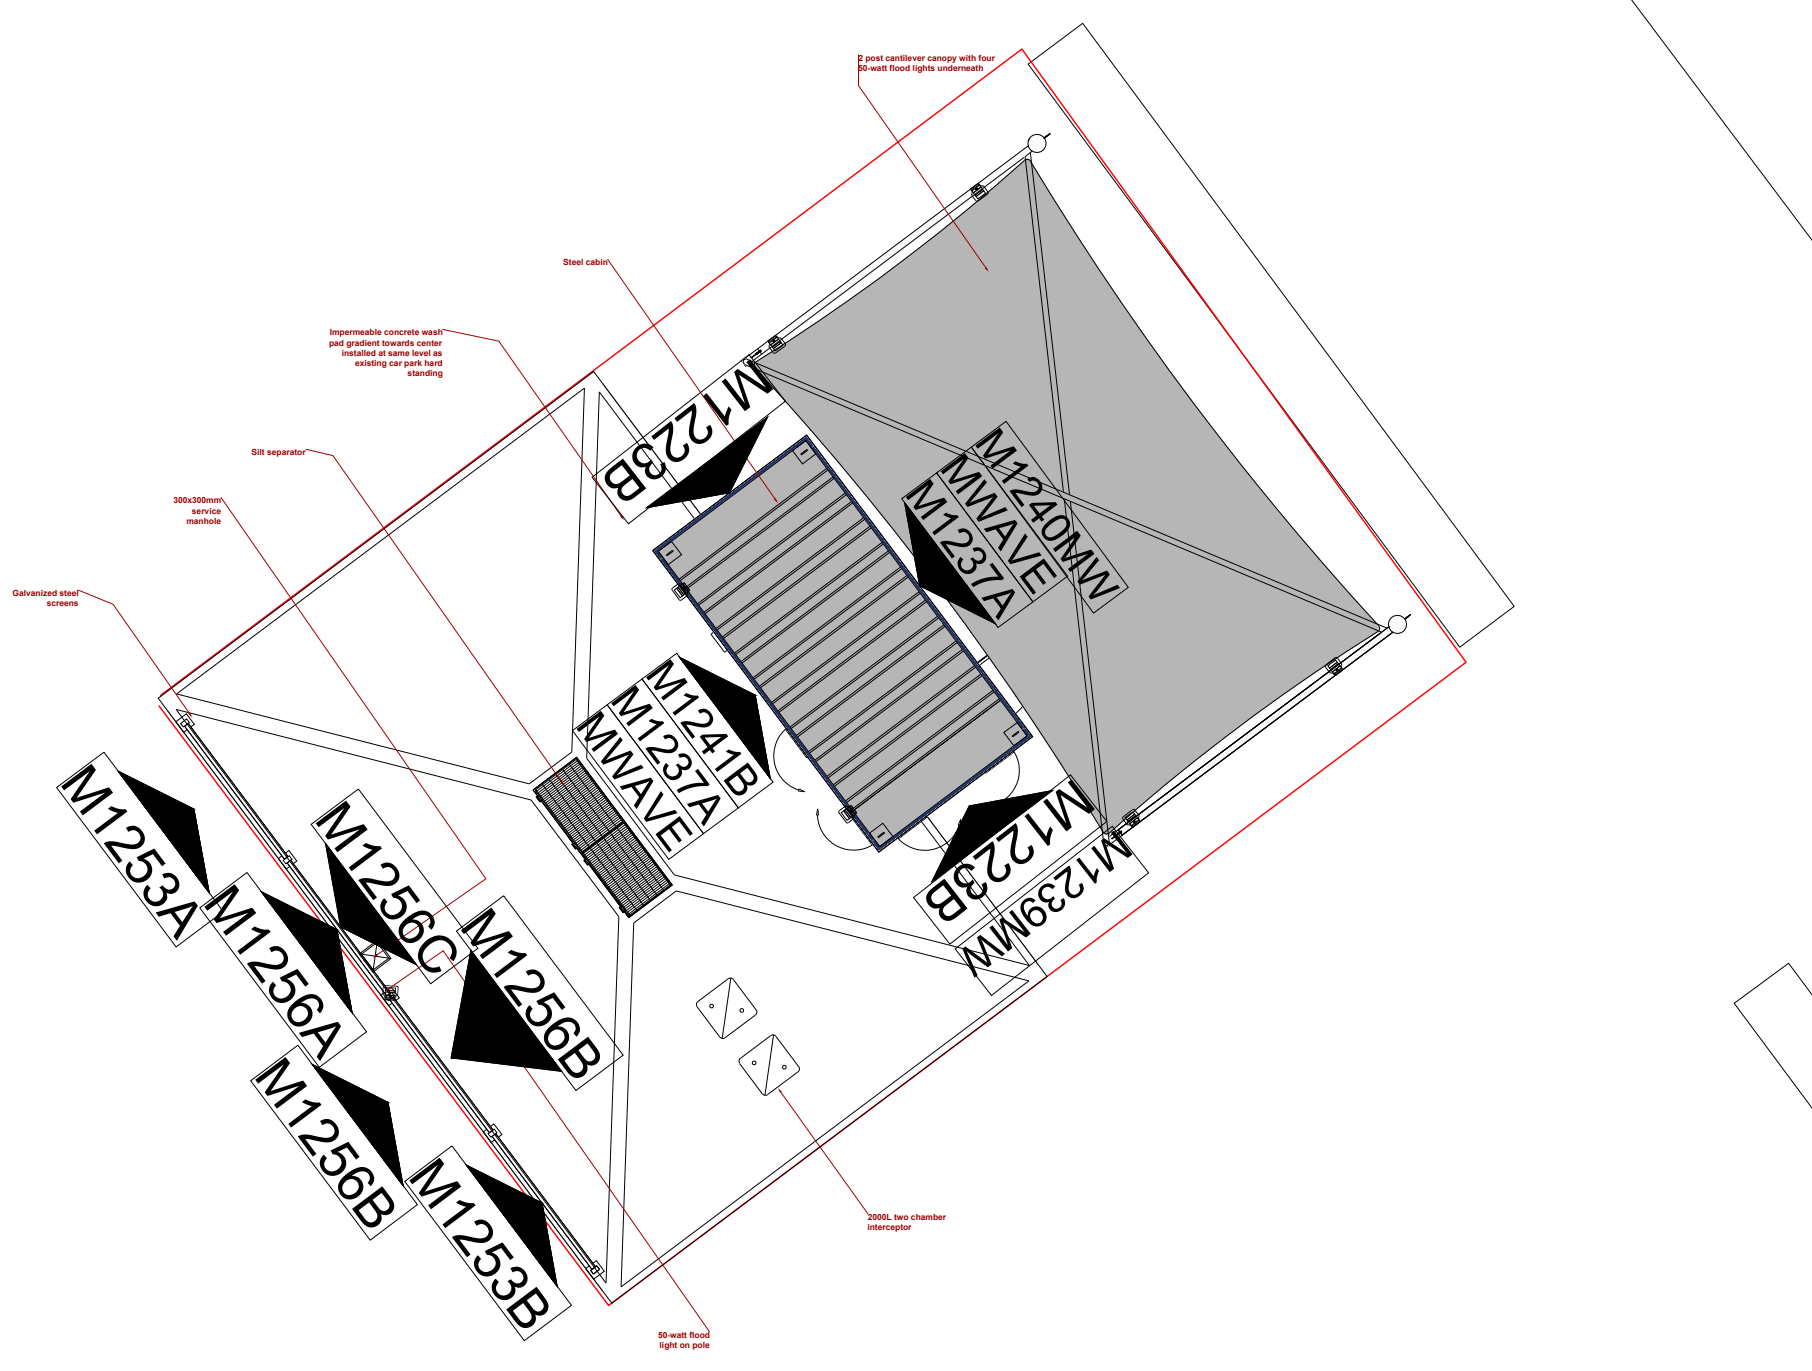 2 post cantilever canopy with four
50-watt flood lights underneath
Steel cabin
Impermeable concrete wash
pad gradient towards center
installed at same level as
existing car park hard
standing
Silt separator
300x300mm
service
manhole
Galvanized steel
screens
M1223B
M1240MW
MWAVE
M1237A
M1241B
M1237A
MWAVE
M1223B
M1239MW
M1253A
M1256A
M1256C
M1256B
M1256B
M1253B
2000L two chamber
interceptor
50-watt flood
light on pole